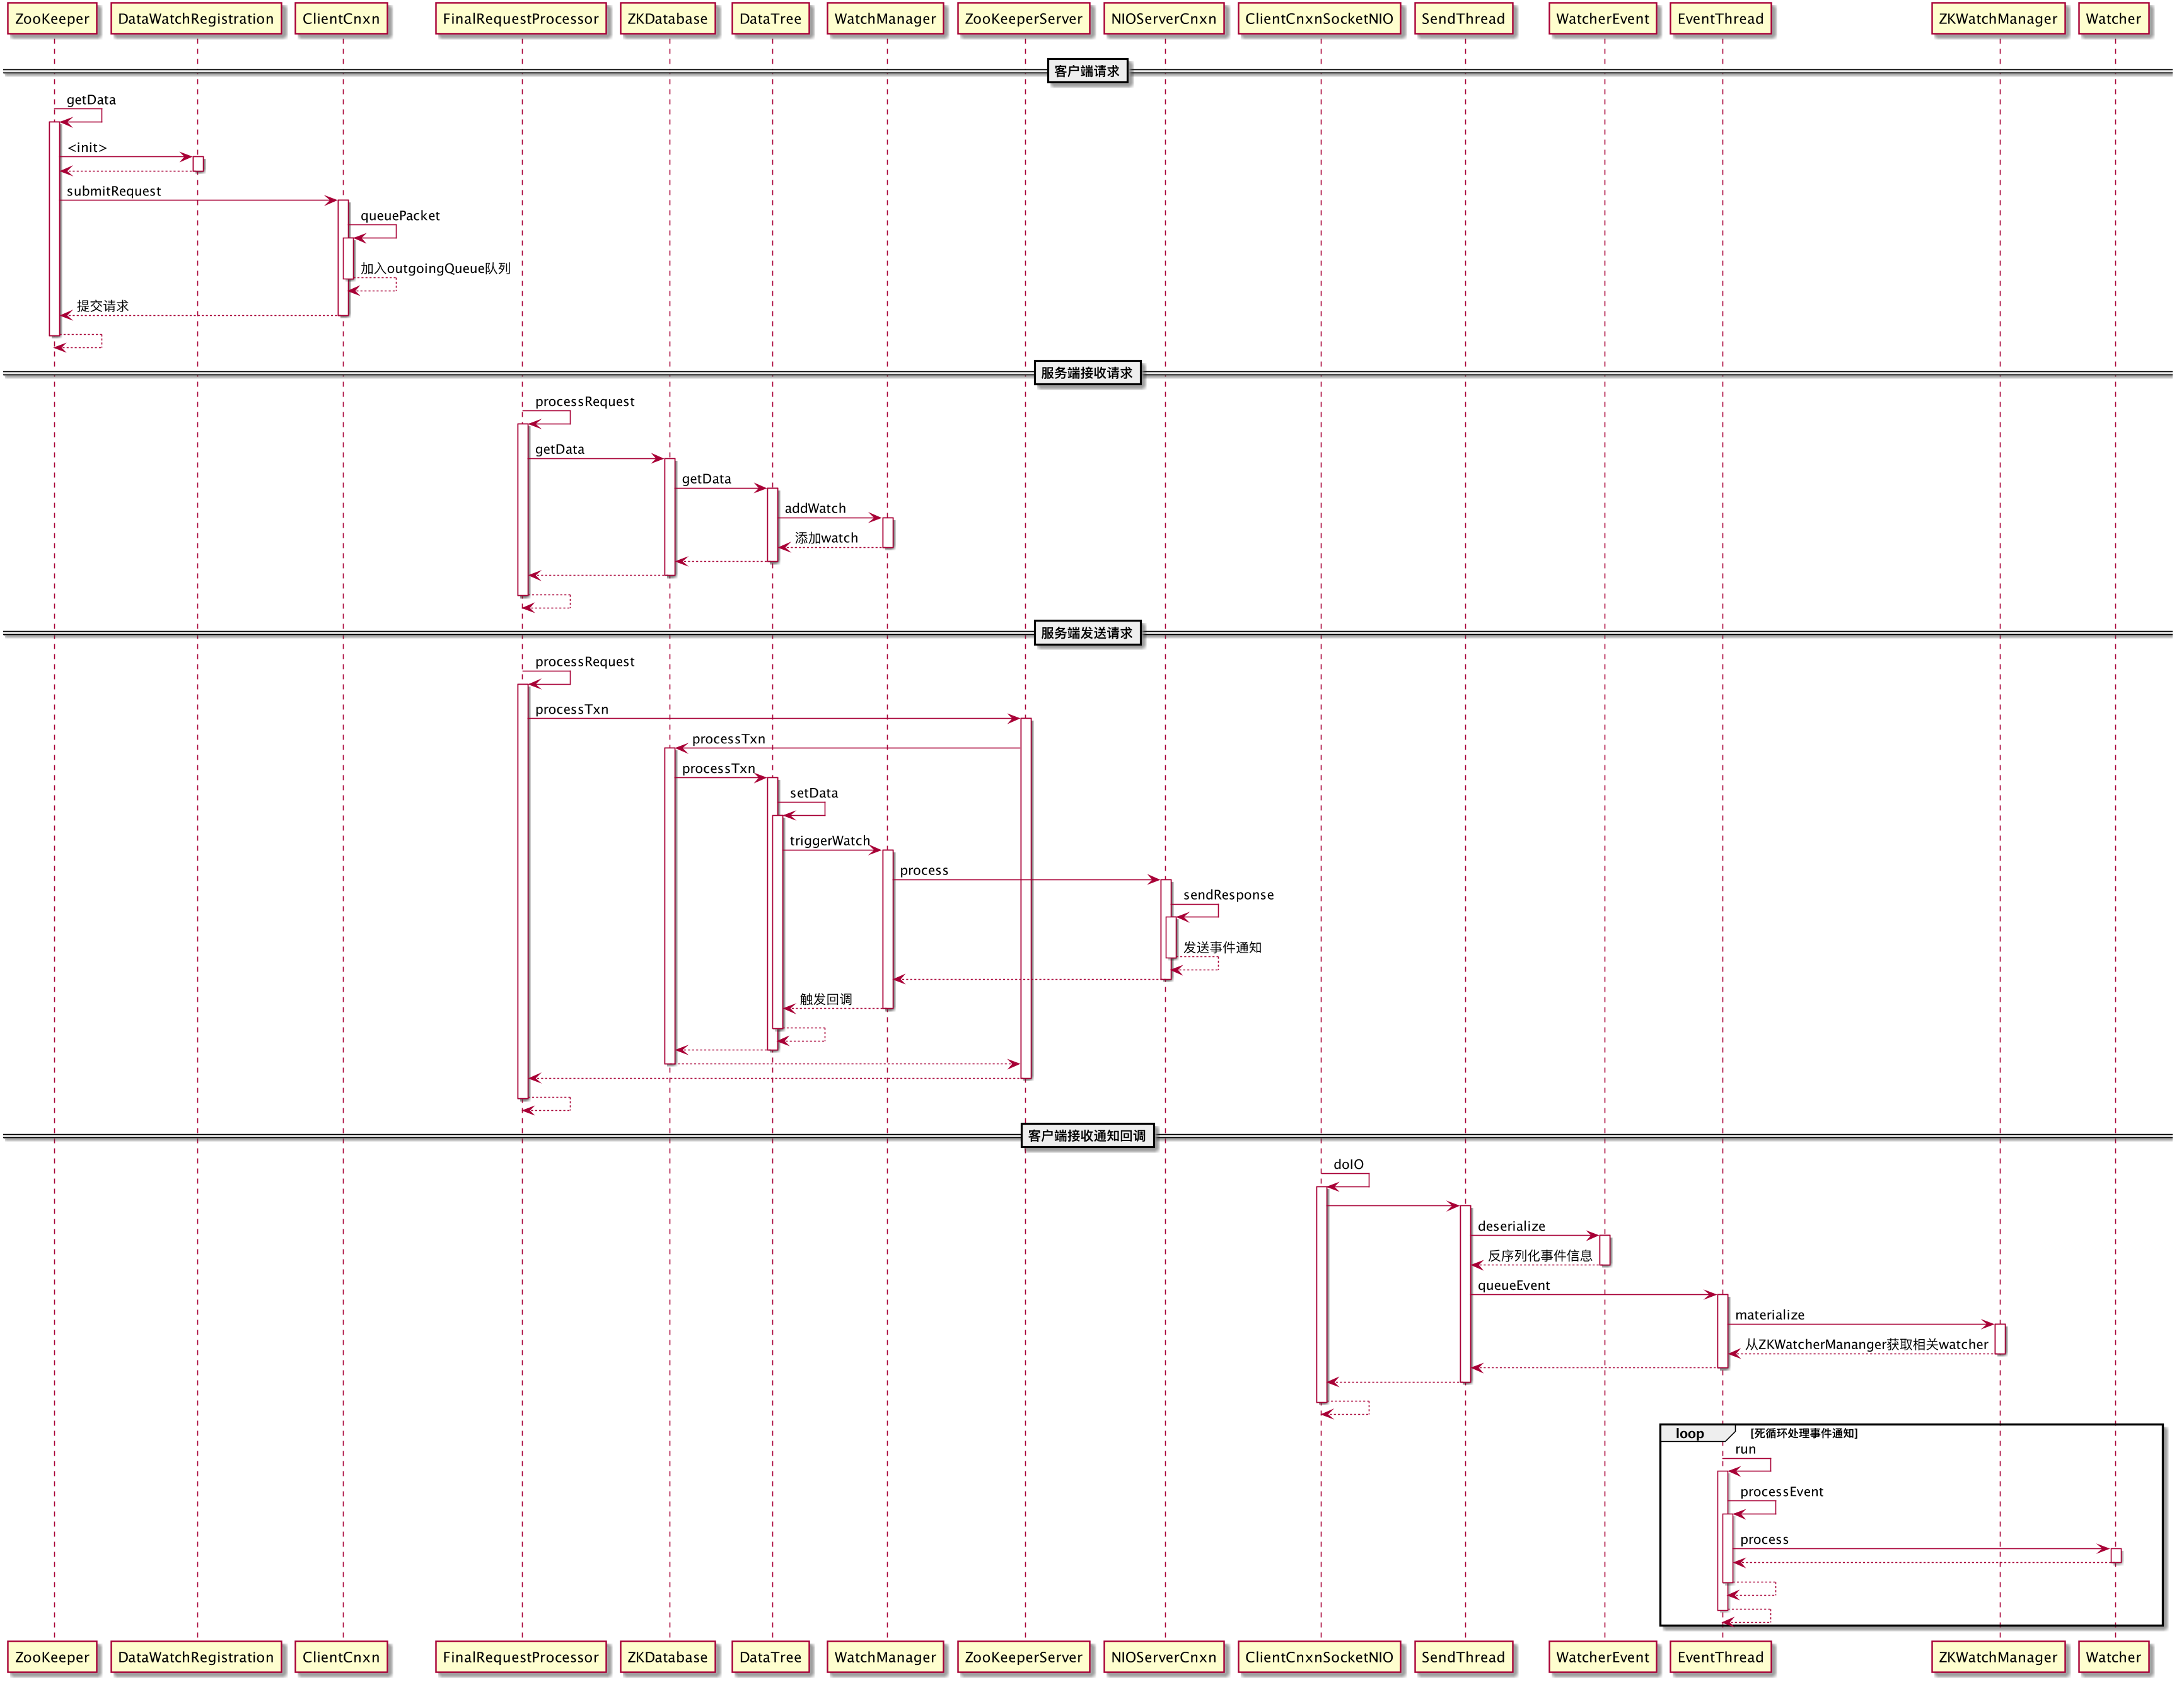 ZooKeeper DataWatchRegistration ClientCnxn FinalRequestProcessor ZKDatabase DataTree WatchManager ZooKeeperServer NIOServerCnxn ClientCnxnSocketNIO SendThread WatcherEvent EventThread ZKWatchManager Watcher
客户端请求
getData
<init>
submitRequest
queuePacket
加入outgoingQueue队列
提交请求
服务端接收请求
processRequest
getData
getData
addWatch
添加watch
服务端发送请求
processRequest
processTxn
processTxn
processTxn
setData
triggerWatch
process
sendResponse
发送事件通知
触发回调
客户端接收通知回调
doIO
deserialize
反序列化事件信息
queueEvent
materialize
从ZKWatcherMananger获取相关watcher
loop [死循环处理事件通知]
run
processEvent
process
ZooKeeper DataWatchRegistration ClientCnxn FinalRequestProcessor ZKDatabase DataTree WatchManager ZooKeeperServer NIOServerCnxn ClientCnxnSocketNIO SendThread WatcherEvent EventThread ZKWatchManager Watcher